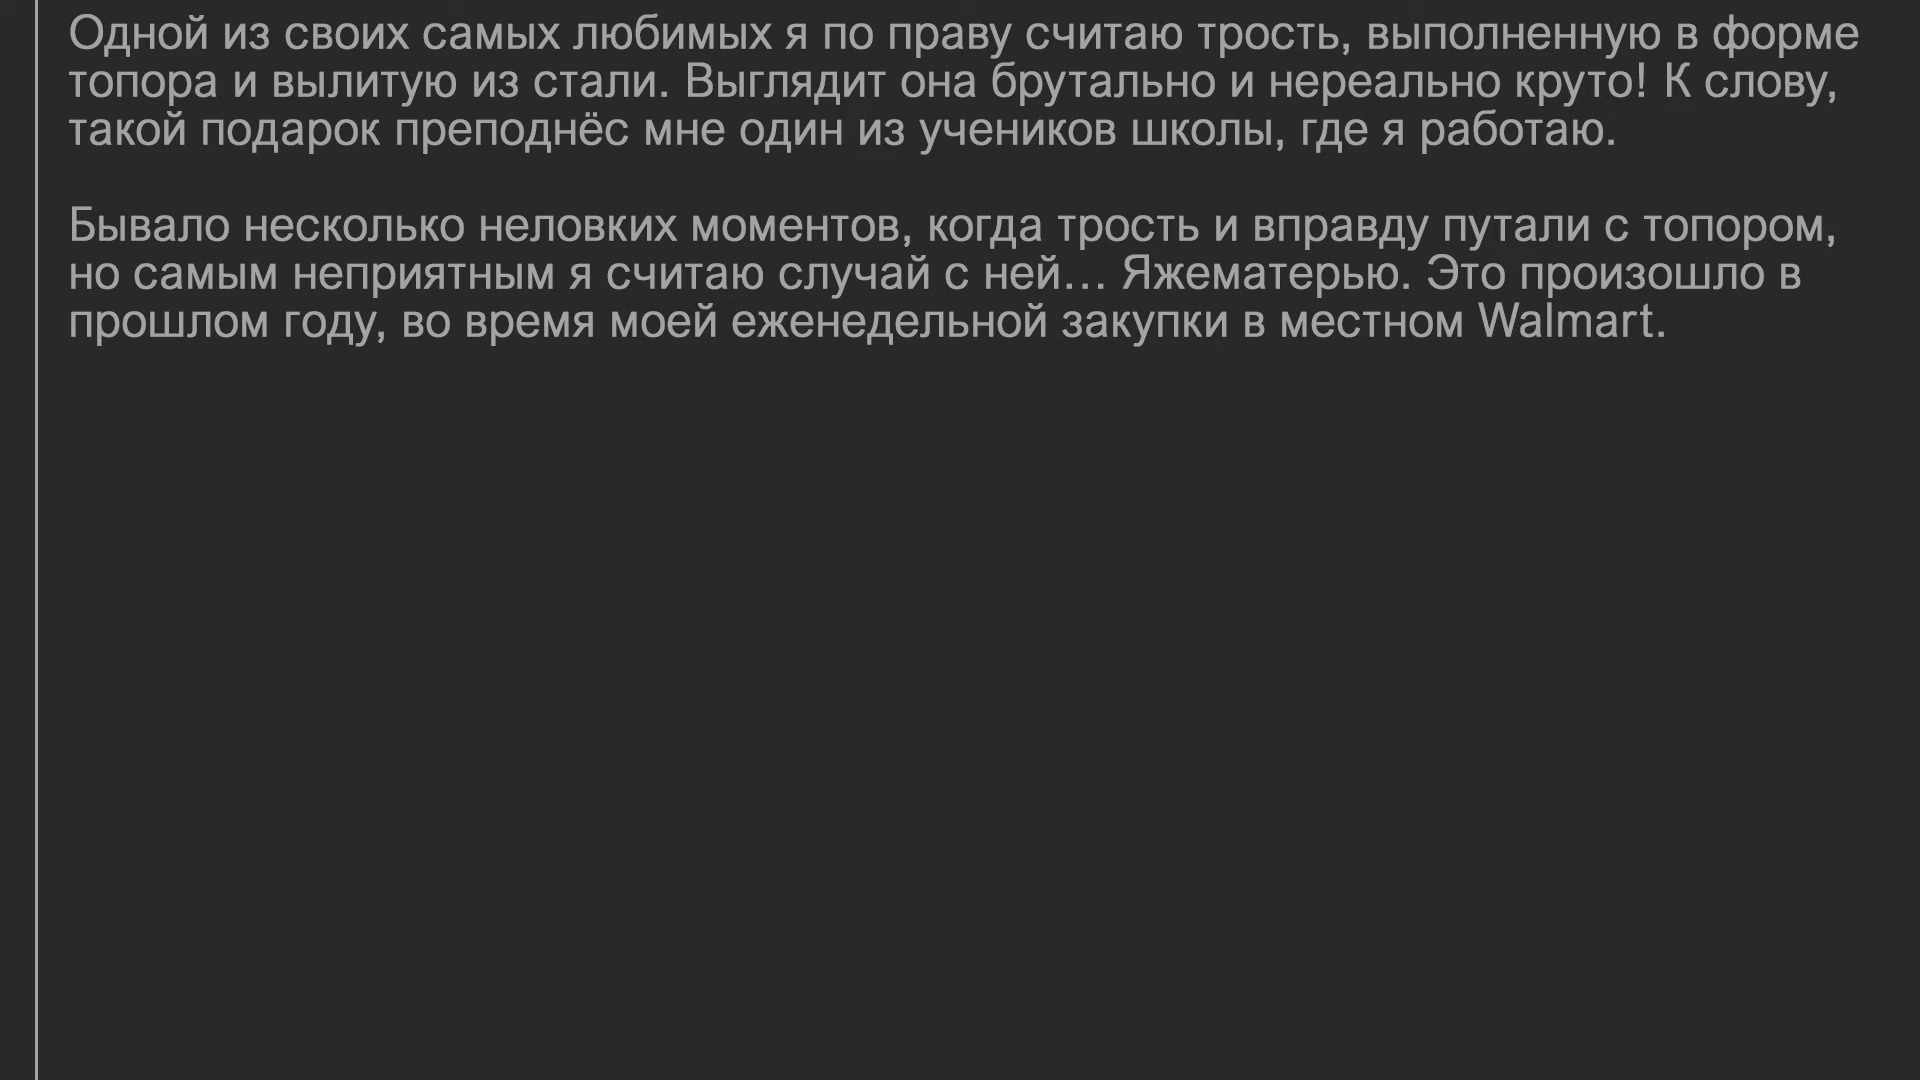 Одной из своих самых любимых я по праву считаю трость, выполненную в форме
топора и вылитую из стали. Выглядит она брутально и нереально круто! К слову,
такой подарок преподнёс мне один из учеников школы, где я работаю.
Бывало несколько неловких моментов, когда трость и вправду путали с топором,
но самым неприятным я считаю случай с ней… Яжематерью. Это произошло в
прошлом году, во время моей еженедельной закупки в местном Walmart.